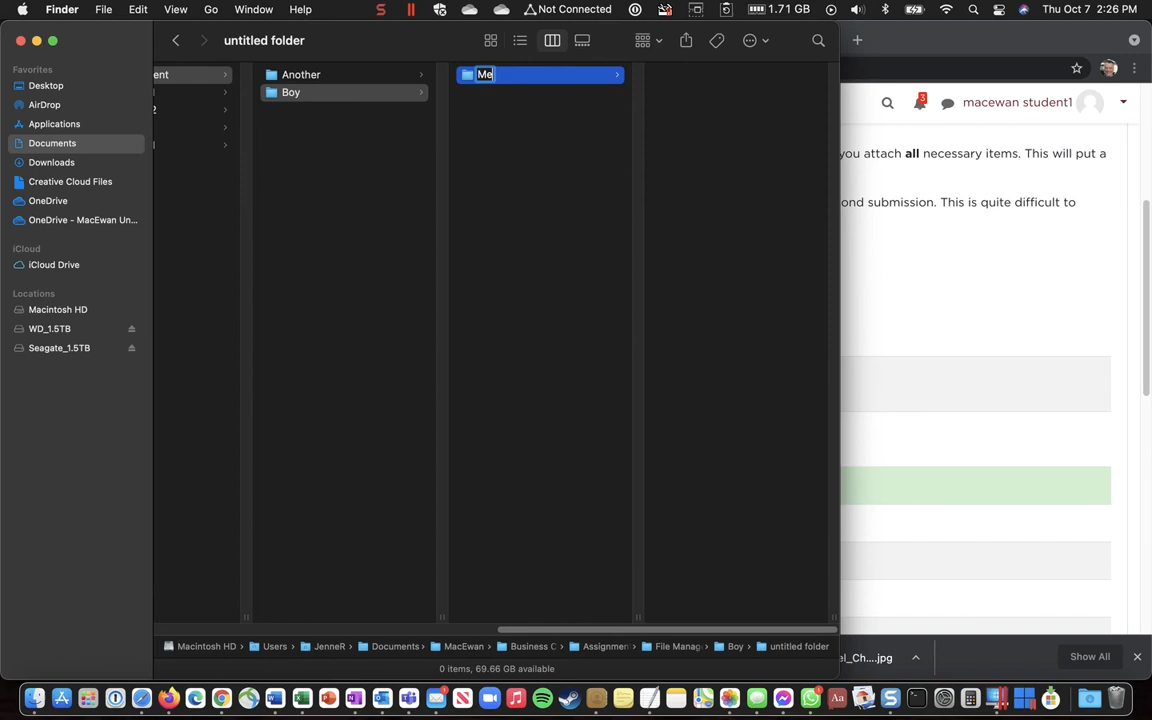 Finder File Edit View Go Window Help Not Connected 1.71 GB Thu Oct 7 2:26 PM
untitled folder
Favorites
Desktop
AirDrop
Applications
Documents
Downloads
Creative Cloud Files
OneDrive
OneDrive - MacEwan Un...
iCloud
iCloud Drive
Locations
Macintosh HD
WD_1.5TB
Seagate_1.5TB
ent
2
Another
Boy
Me
3
macewan student1
you attach all necessary items. This will put a
ond submission. This is quite difficult to
Macintosh HD › Users › JenneR › Documents › MacEwan › Business C › Assignmen › File Manag › Boy › untitled folder
0 items, 69.66 GB available
el_Ch....jpg
Show All